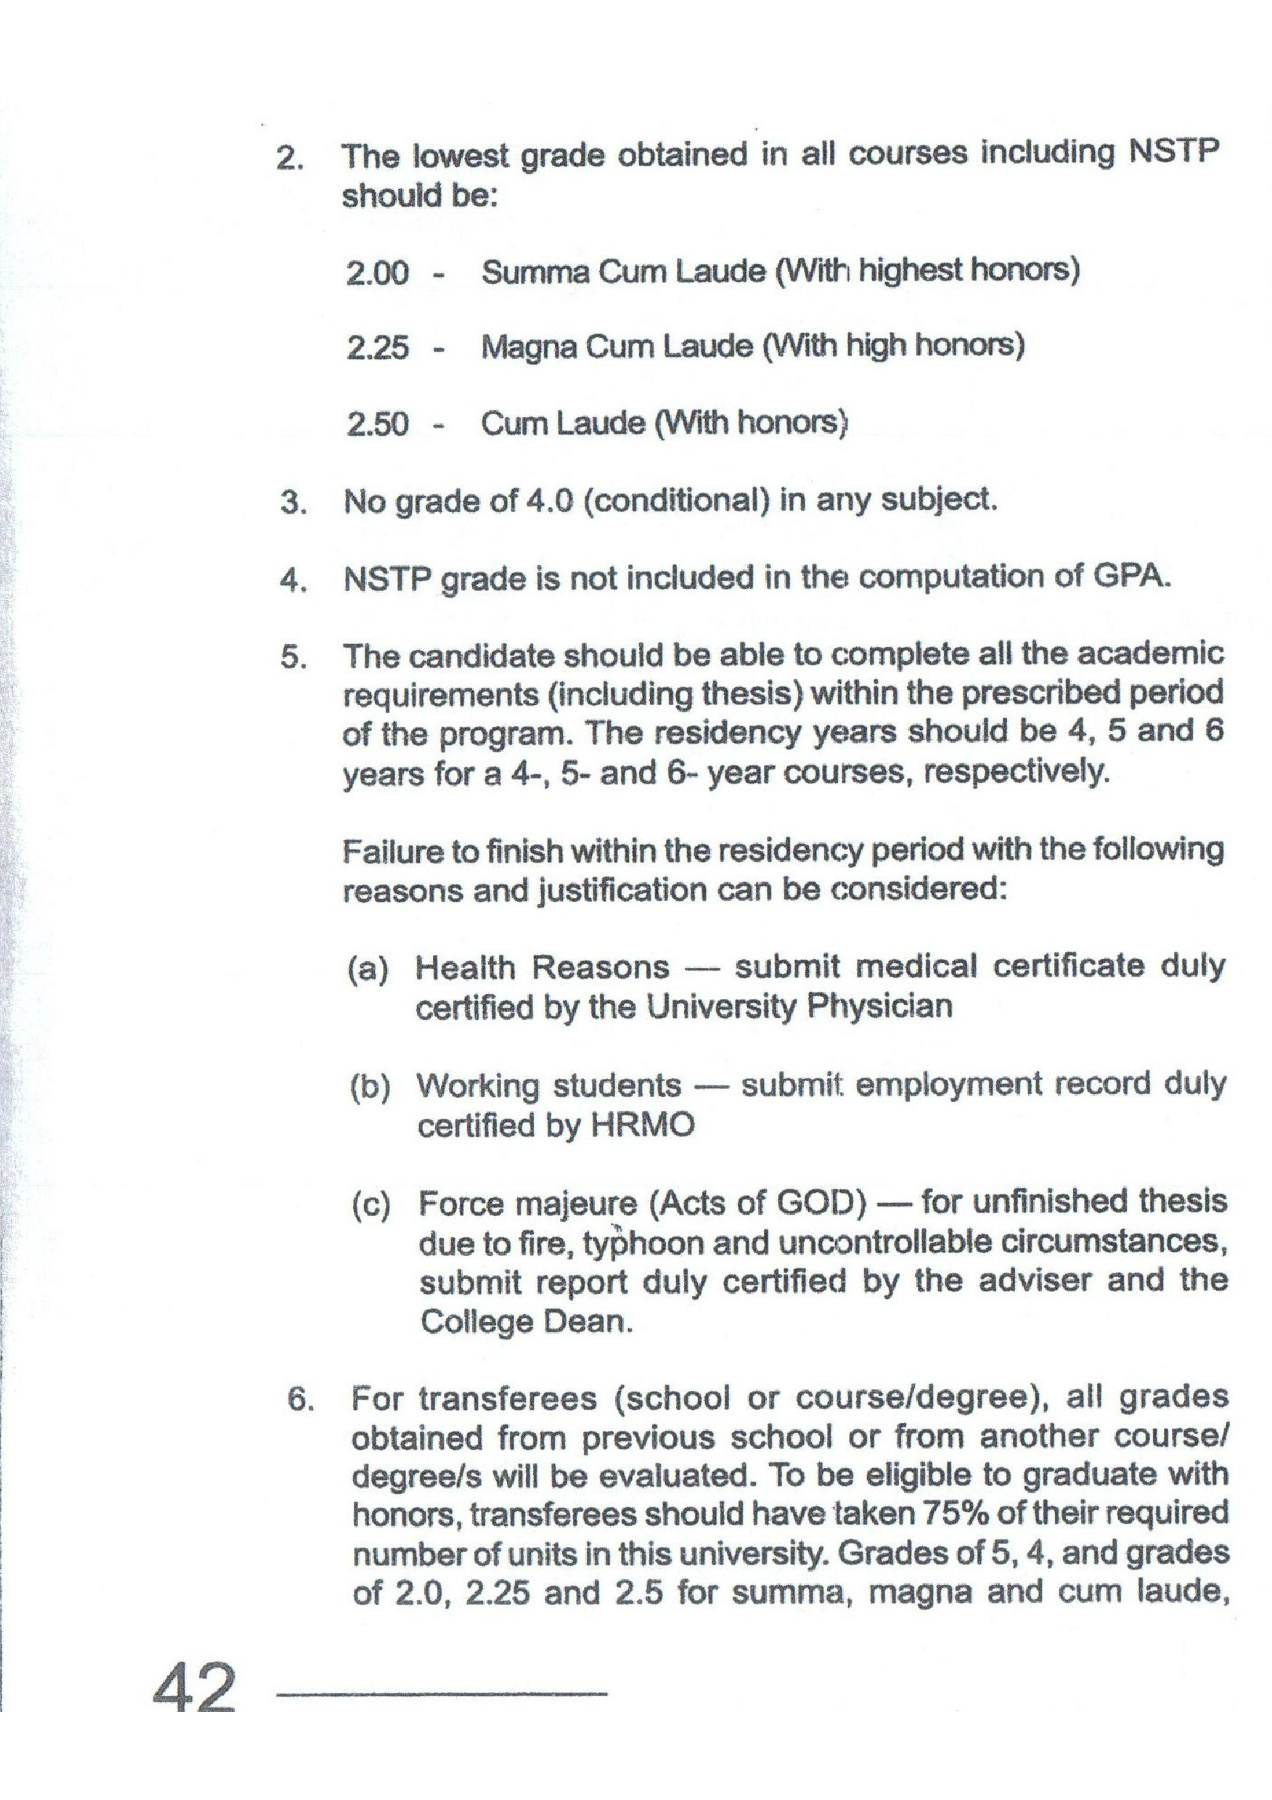 2. The lowest grade obtained in all courses including NSTP
should be:
2.00 - Summa Cum Laude (With highest honors)
2.25 - Magna Cum Laude (With high honors)
2.50 - Cum Laude (With honors)
3. No grade of 4.0 (conditional) in any subject.
4. NSTP grade is not included in the computation of GPA.
5. The candidate should be able to complete all the academic
requirements (including thesis) within the prescribed period
of the program. The residency years should be 4, 5 and 6
years for a 4-, 5- and 6- year courses, respectively.
Failure to finish within the residency period with the following
reasons and justification can be considered:
(a) Health Reasons — submit medical certificate duly
certified by the University Physician
(b) Working students — submit employment record duly
certified by HRMO
(c) Force majeure (Acts of GOD) — for unfinished thesis
due to fire, typhoon and uncontrollable circumstances,
submit report duly certified by the adviser and the
College Dean.
6. For transferees (school or course/degree), all grades
obtained from previous school or from another course/
degree/s will be evaluated. To be eligible to graduate with
honors, transferees should have taken 75% of their required
number of units in this university. Grades of 5, 4, and grades
of 2.0, 2.25 and 2.5 for summa, magna and cum laude,
42